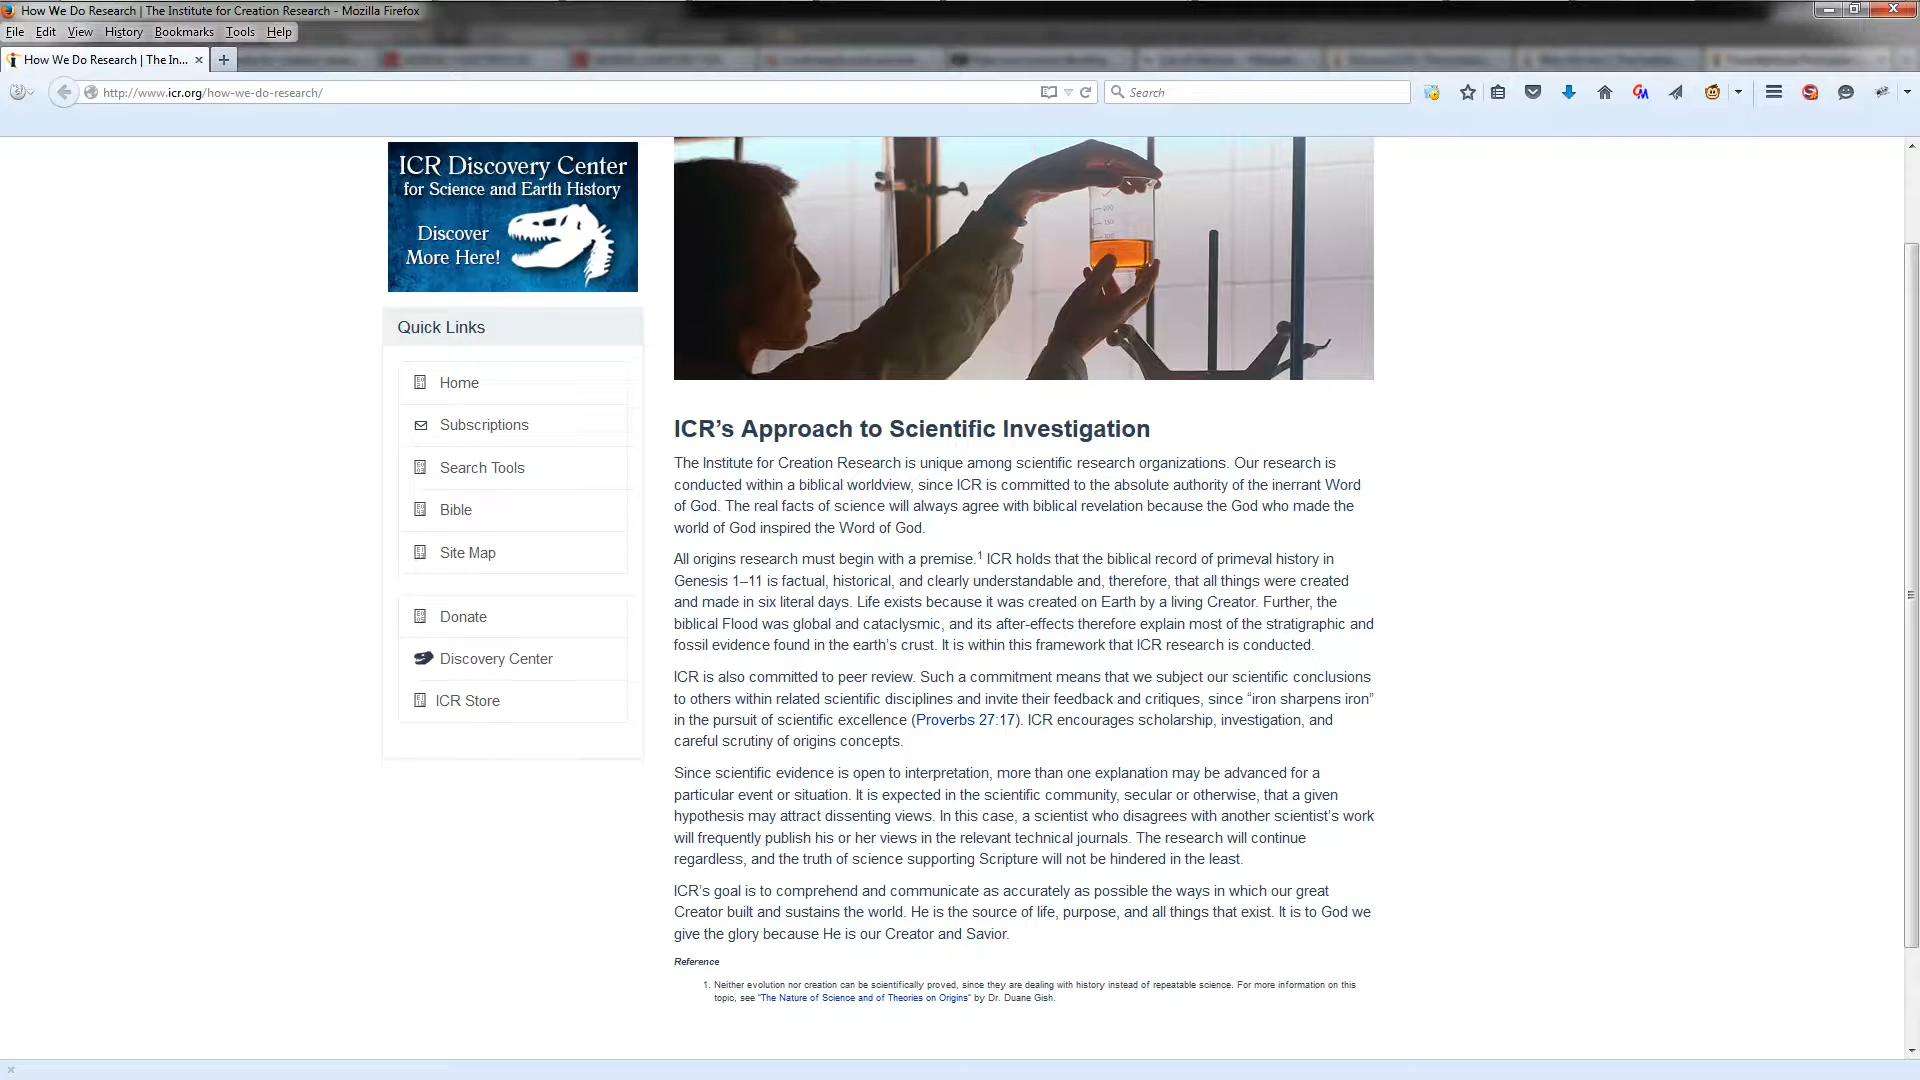 How We Do Research | The Institute for Creation Research - Mozilla Firefox
File Edit View History Bookmarks Tools Help
How We Do Research | The In...
http://www.icr.org/how-we-do-research/
Search
ICR Discovery Center
for Science and Earth History
Discover
More Here!
Quick Links
Home
Subscriptions
Search Tools
Bible
Site Map
Donate
Discovery Center
ICR Store
ICR’s Approach to Scientific Investigation
The Institute for Creation Research is unique among scientific research organizations. Our research is
conducted within a biblical worldview, since ICR is committed to the absolute authority of the inerrant Word
of God. The real facts of science will always agree with biblical revelation because the God who made the
world of God inspired the Word of God.
All origins research must begin with a premise.1 ICR holds that the biblical record of primeval history in
Genesis 1–11 is factual, historical, and clearly understandable and, therefore, that all things were created
and made in six literal days. Life exists because it was created on Earth by a living Creator. Further, the
biblical Flood was global and cataclysmic, and its after-effects therefore explain most of the stratigraphic and
fossil evidence found in the earth’s crust. It is within this framework that ICR research is conducted.
ICR is also committed to peer review. Such a commitment means that we subject our scientific conclusions
to others within related scientific disciplines and invite their feedback and critiques, since “iron sharpens iron”
in the pursuit of scientific excellence (Proverbs 27:17). ICR encourages scholarship, investigation, and
careful scrutiny of origins concepts.
Since scientific evidence is open to interpretation, more than one explanation may be advanced for a
particular event or situation. It is expected in the scientific community, secular or otherwise, that a given
hypothesis may attract dissenting views. In this case, a scientist who disagrees with another scientist’s work
will frequently publish his or her views in the relevant technical journals. The research will continue
regardless, and the truth of science supporting Scripture will not be hindered in the least.
ICR’s goal is to comprehend and communicate as accurately as possible the ways in which our great
Creator built and sustains the world. He is the source of life, purpose, and all things that exist. It is to God we
give the glory because He is our Creator and Savior.
Reference
1. Neither evolution nor creation can be scientifically proved, since they are dealing with history instead of repeatable science. For more information on this
topic, see “The Nature of Science and of Theories on Origins” by Dr. Duane Gish.